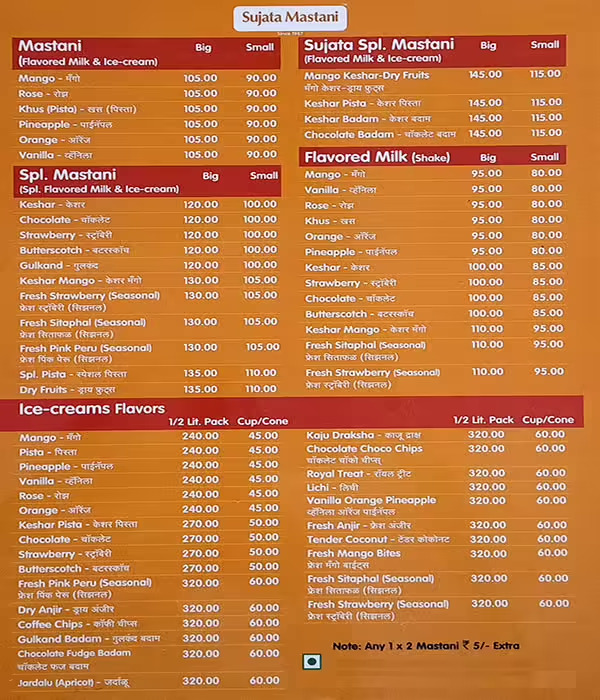 Sujata Mastani
Since 1967
Mastani Big Small
(Flavored Milk & Ice-cream)
Mango - मँगो 105.00 90.00
Rose - रोझ 105.00 90.00
Khus (Pista) - खस (पिस्ता) 105.00 90.00
Pineapple - पाईनॅपल 105.00 90.00
Orange - ऑरेंज 105.00 90.00
Vanilla - व्हॅनिला 105.00 90.00
Spl. Mastani Big Small
(Spl. Flavored Milk & Ice-cream)
Keshar - केशर 120.00 100.00
Chocolate - चॉकलेट 120.00 100.00
Strawberry - स्ट्रॉबेरी 120.00 100.00
Butterscotch - बटरस्कॉच 120.00 100.00
Gulkand - गुलकंद 120.00 100.00
Keshar Mango - केशर मँगो 130.00 105.00
Fresh Strawberry (Seasonal) 130.00 105.00
फ्रेश स्ट्रॉबेरी (सिझनल)
Fresh Sitaphal (Seasonal) 130.00 105.00
फ्रेश सिताफळ (सिझनल)
Fresh Pink Peru (Seasonal) 130.00 105.00
फ्रेश पिंक पेरू (सिझनल)
Spl. Pista - स्पेशल पिस्ता 135.00 110.00
Dry Fruits - ड्राय फ्रुट्स 135.00 110.00
Sujata Spl. Mastani Big Small
(Flavored Milk & Ice-cream)
Mango Keshar-Dry Fruits 145.00 115.00
मँगो केशर-ड्राय फ्रुट्स
Keshar Pista - केशर पिस्ता 145.00 115.00
Keshar Badam - केशर बदाम 145.00 115.00
Chocolate Badam - चॉकलेट बदाम 145.00 115.00
Flavored Milk (Shake) Big Small
Mango - मँगो 95.00 80.00
Vanilla - व्हॅनिला 95.00 80.00
Rose - रोझ 95.00 80.00
Khus - खस 95.00 80.00
Orange - ऑरेंज 95.00 80.00
Pineapple - पाईनॅपल 95.00 80.00
Keshar - केशर 100.00 85.00
Strawberry - स्ट्रॉबेरी 100.00 85.00
Chocolate - चॉकलेट 100.00 85.00
Butterscotch - बटरस्कॉच 100.00 85.00
Keshar Mango - केशर मँगो 110.00 95.00
Fresh Sitaphal (Seasonal) 110.00 95.00
फ्रेश सिताफळ (सिझनल)
Fresh Strawberry (Seasonal) 110.00 95.00
फ्रेश स्ट्रॉबेरी (सिझनल)
Ice-creams Flavors
1/2 Lit. Pack Cup/Cone
Mango - मँगो 240.00 45.00
Pista - पिस्ता 240.00 45.00
Pineapple - पाईनॅपल 240.00 45.00
Vanilla - व्हॅनिला 240.00 45.00
Rose - रोझ 240.00 45.00
Orange - ऑरेंज 240.00 45.00
Keshar Pista - केशर पिस्ता 270.00 50.00
Chocolate - चॉकलेट 270.00 50.00
Strawberry - स्ट्रॉबेरी 270.00 50.00
Butterscotch - बटरस्कॉच 270.00 50.00
Fresh Pink Peru (Seasonal) 320.00 60.00
फ्रेश पिंक पेरू (सिझनल)
Dry Anjir - ड्राय अंजीर 320.00 60.00
Coffee Chips - कॉफी चीप्स 320.00 60.00
Gulkand Badam - गुलकंद बदाम 320.00 60.00
Chocolate Fudge Badam 320.00 60.00
चॉकलेट फज बदाम
Jardalu (Apricot) - जर्दाळू 320.00 60.00
1/2 Lit. Pack Cup/Cone
Kaju Draksha - काजू द्राक्ष 320.00 60.00
Chocolate Choco Chips 320.00 60.00
चॉकलेट चॉको चीप्स
Royal Treat - रॉयल ट्रीट 320.00 60.00
Lichi - लिची 320.00 60.00
Vanilla Orange Pineapple 320.00 60.00
व्हॅनिला ऑरेंज पाईनॅपल
Fresh Anjir - फ्रेश अंजीर 320.00 60.00
Tender Coconut - टेंडर कोकोनट 320.00 60.00
Fresh Mango Bites 320.00 60.00
फ्रेश मँगो बाईट्स
Fresh Sitaphal (Seasonal) 320.00 60.00
फ्रेश सिताफळ (सिझनल)
Fresh Strawberry (Seasonal) 320.00 60.00
फ्रेश स्ट्रॉबेरी (सिझनल)
Note: Any 1 x 2 Mastani ₹ 5/- Extra